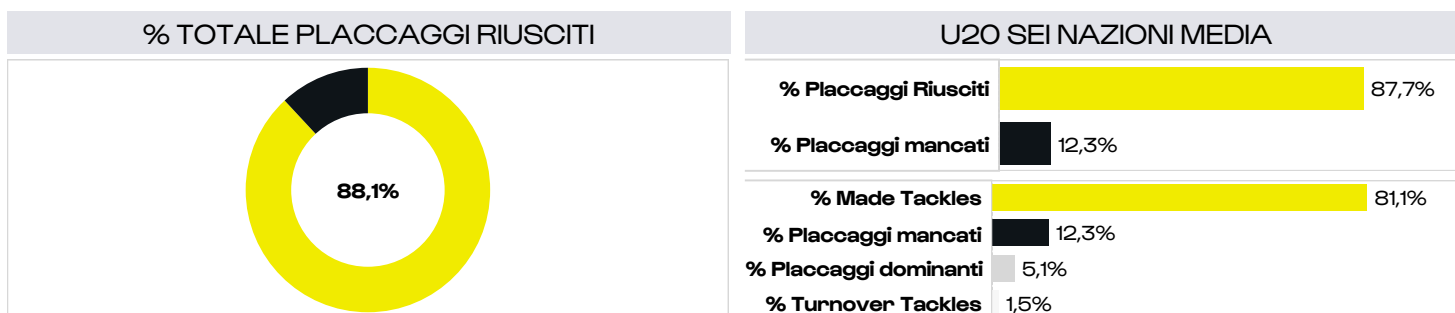 % TOTALE PLACCAGGI RIUSCITI
88,1%
U20 SEI NAZIONI MEDIA
% Placcaggi Riusciti 87,7%
% Placcaggi mancati 12,3%
% Made Tackles 81,1%
% Placcaggi mancati 12,3%
% Placcaggi dominanti 5,1%
% Turnover Tackles 1,5%